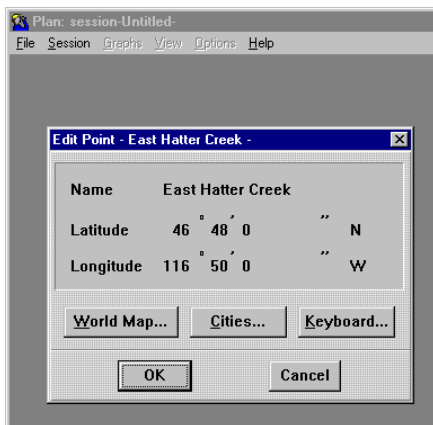 Plan: session-Untitled-
File Session Graphs View Options Help
Edit Point - East Hatter Creek -
Name East Hatter Creek
Latitude 46 ° 48 ' 0 " N
Longitude 116 ° 50 ' 0 " W
World Map... Cities... Keyboard...
OK Cancel